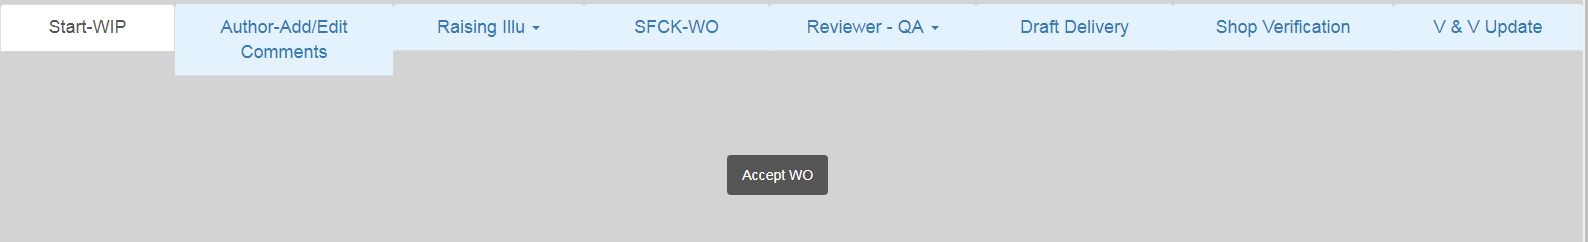 Start-WIP
Author-Add/Edit
Comments
Raising Illu
SFCK-WO
Reviewer - QA
Draft Delivery
Shop Verification
V & V Update
Accept WO